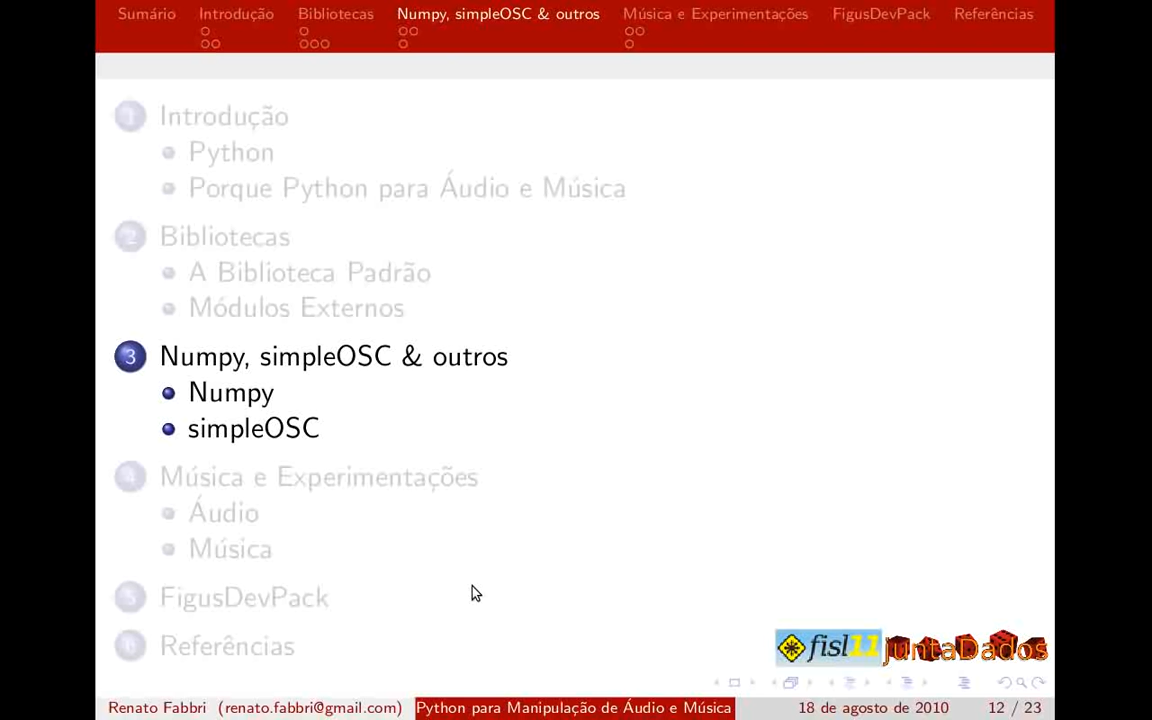 Sumário Introdução Bibliotecas Numpy, simpleOSC & outros Música e Experimentações FigusDevPack Referências
1 Introdução
Python
Porque Python para Áudio e Música
2 Bibliotecas
A Biblioteca Padrão
Módulos Externos
3 Numpy, simpleOSC & outros
Numpy
simpleOSC
4 Música e Experimentações
Áudio
Música
5 FigusDevPack
6 Referências
fisl11 juntaDados
Renato Fabbri (renato.fabbri@gmail.com) Python para Manipulação de Áudio e Música 18 de agosto de 2010 12 / 23